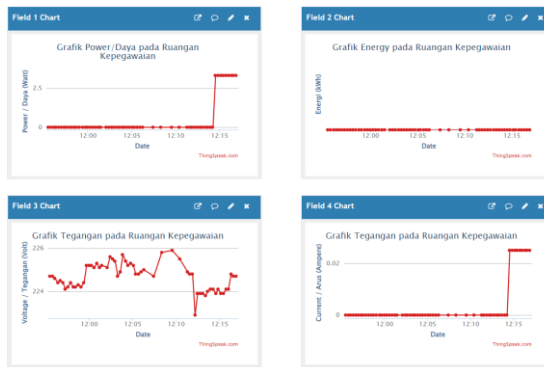 Field 1 Chart
Grafik Power/Daya pada Ruangan
Kepegawaian
Power / Daya (Watt)
2.5
0
12:00 12:05 12:10 12:15
Date
ThingSpeak.com
Field 2 Chart
Grafik Energy pada Ruangan Kepegawaian
Energi (kWh)
12:00 12:05 12:10 12:15
Date
ThingSpeak.com
Field 3 Chart
Grafik Tegangan pada Ruangan Kepegawaian
Voltage / Tegangan (Volt)
226
224
12:00 12:05 12:10 12:15
Date
ThingSpeak.com
Field 4 Chart
Grafik Tegangan pada Ruangan Kepegawaian
Current / Arus (Ampere)
0.02
0
12:00 12:05 12:10 12:15
Date
ThingSpeak.com